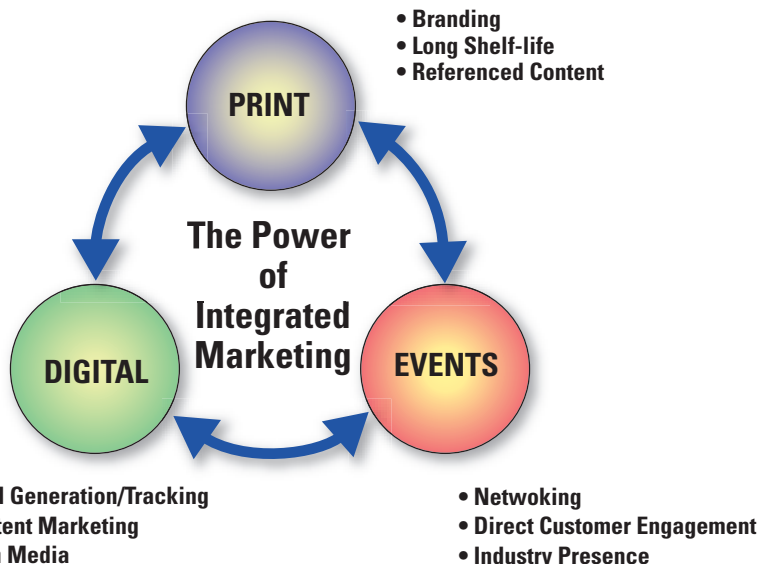 • Branding
• Long Shelf-life
• Referenced Content
PRINT
The Power
of
Integrated
Marketing
DIGITAL
EVENTS
Generation/Tracking
Marketing
Media
• Netwoking
• Direct Customer Engagement
• Industry Presence